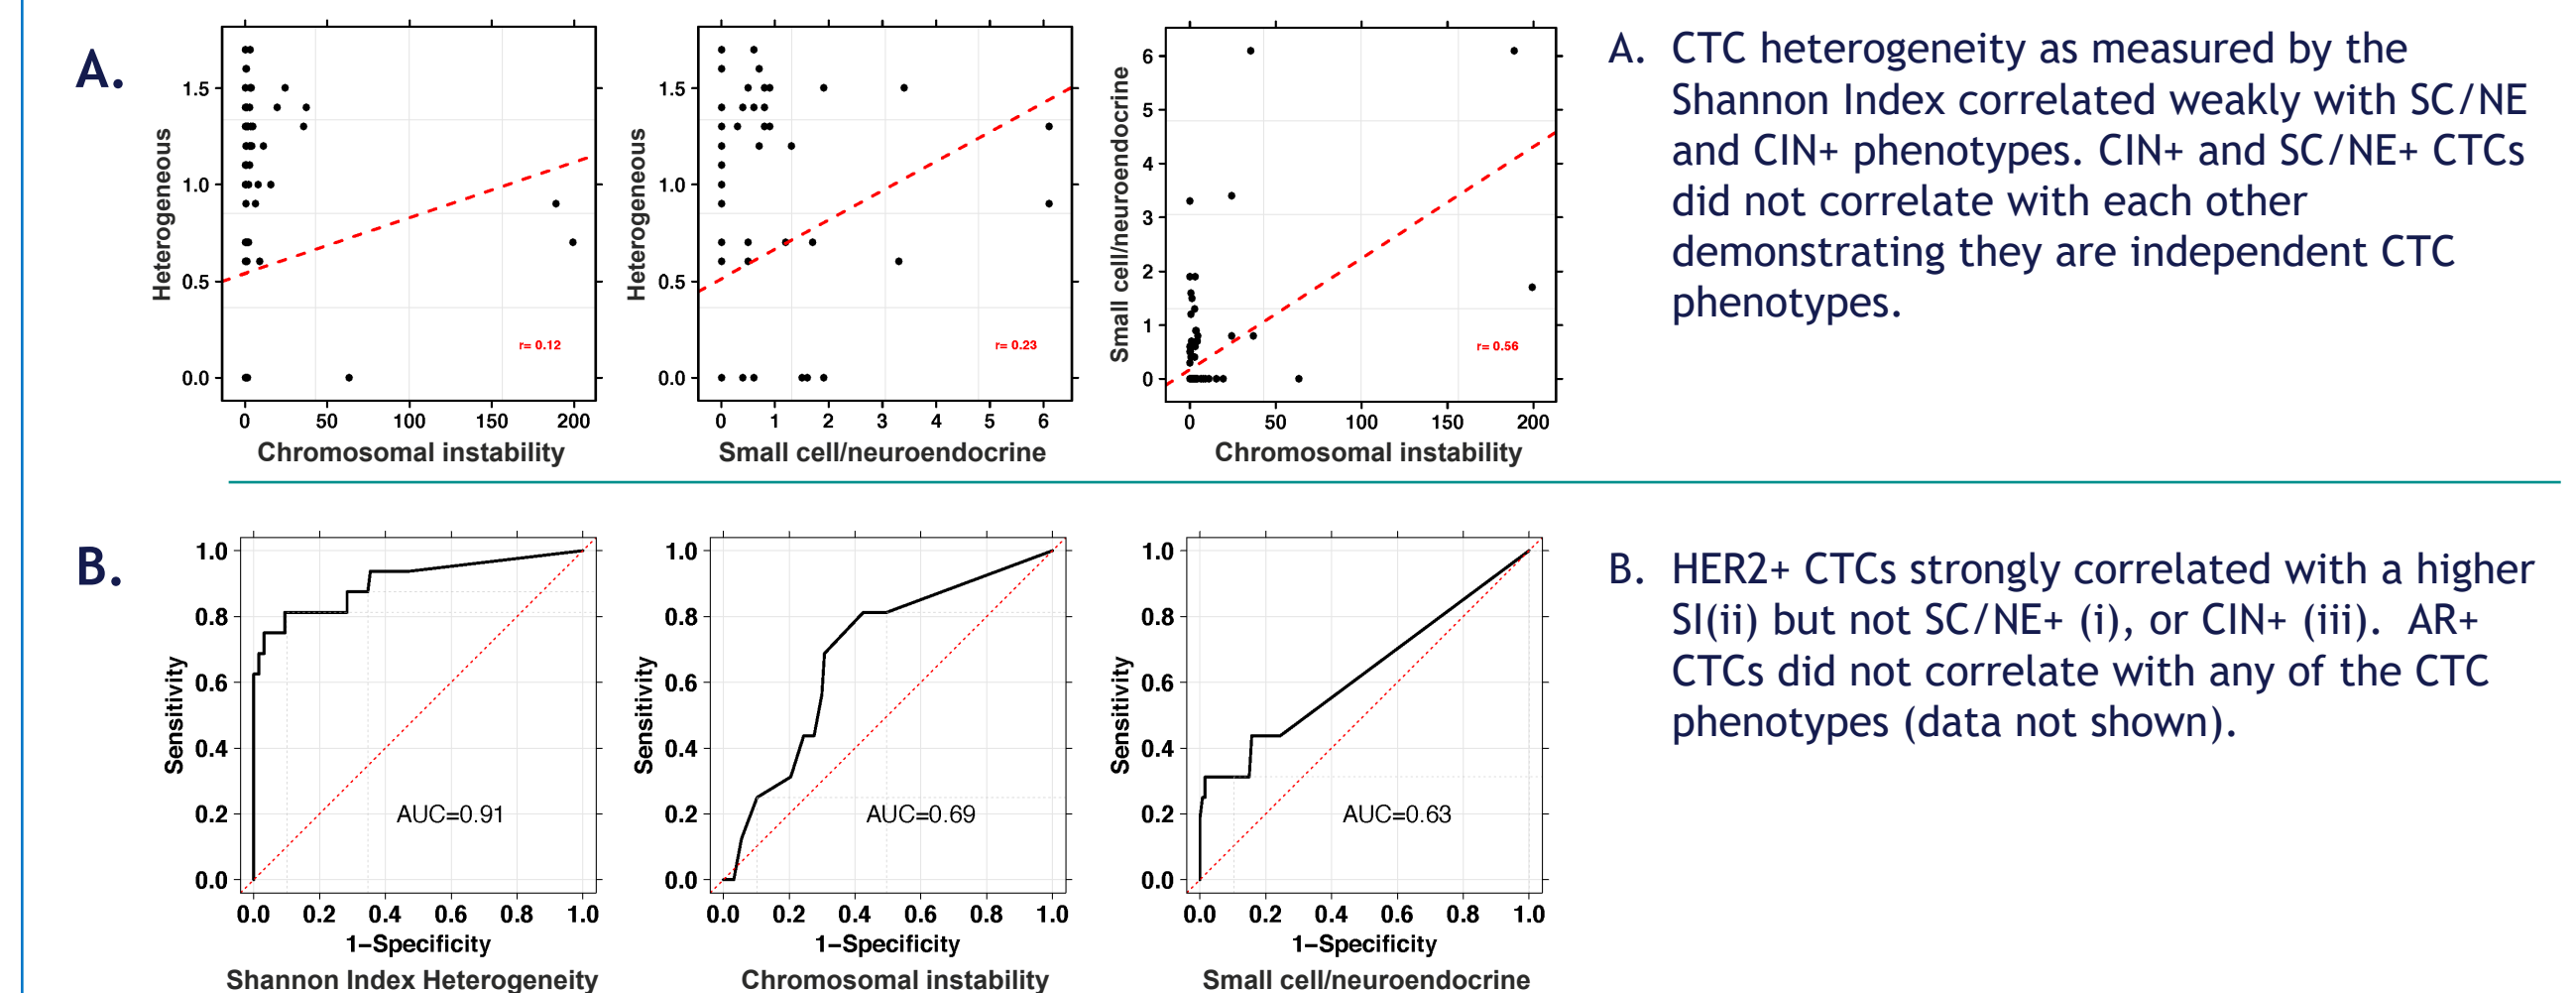 A.
Heterogeneous
1.5
1.0
0.5
0.0
r= 0.12
0 50 100 150 200
Chromosomal instability
Heterogeneous
1.5
1.0
0.5
0.0
r= 0.23
0 1 2 3 4 5 6
Small cell/neuroendocrine
Small cell/neuroendocrine
6
5
4
3
2
1
0
r= 0.56
0 50 100 150 200
Chromosomal instability
A. CTC heterogeneity as measured by the
Shannon Index correlated weakly with SC/NE
and CIN+ phenotypes. CIN+ and SC/NE+ CTCs
did not correlate with each other
demonstrating they are independent CTC
phenotypes.
B.
Sensitivity
1.0
0.8
0.6
0.4
0.2
0.0
AUC=0.91
0.0 0.2 0.4 0.6 0.8 1.0
1−Specificity
Shannon Index Heterogeneity
Sensitivity
1.0
0.8
0.6
0.4
0.2
0.0
AUC=0.69
0.0 0.2 0.4 0.6 0.8 1.0
1−Specificity
Chromosomal instability
Sensitivity
1.0
0.8
0.6
0.4
0.2
0.0
AUC=0.63
0.0 0.2 0.4 0.6 0.8 1.0
1−Specificity
Small cell/neuroendocrine
B. HER2+ CTCs strongly correlated with a higher
SI(ii) but not SC/NE+ (i), or CIN+ (iii). AR+
CTCs did not correlate with any of the CTC
phenotypes (data not shown).